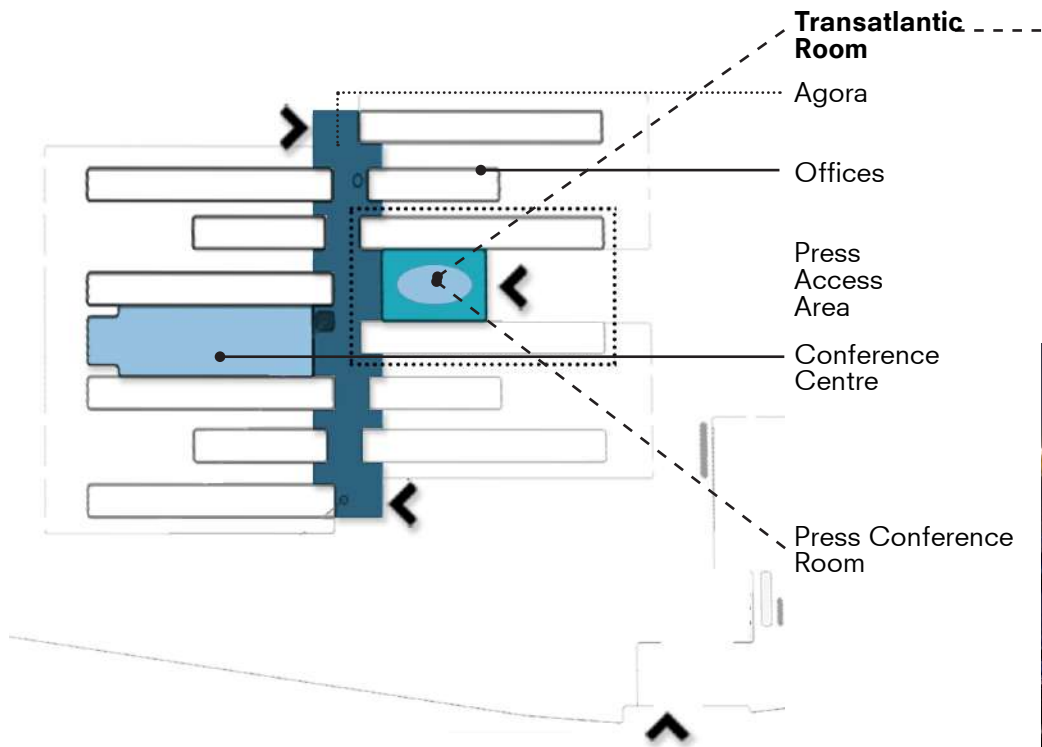 Transatlantic
Room
Agora
Offices
Press
Access
Area
Conference
Centre
Press Conference
Room